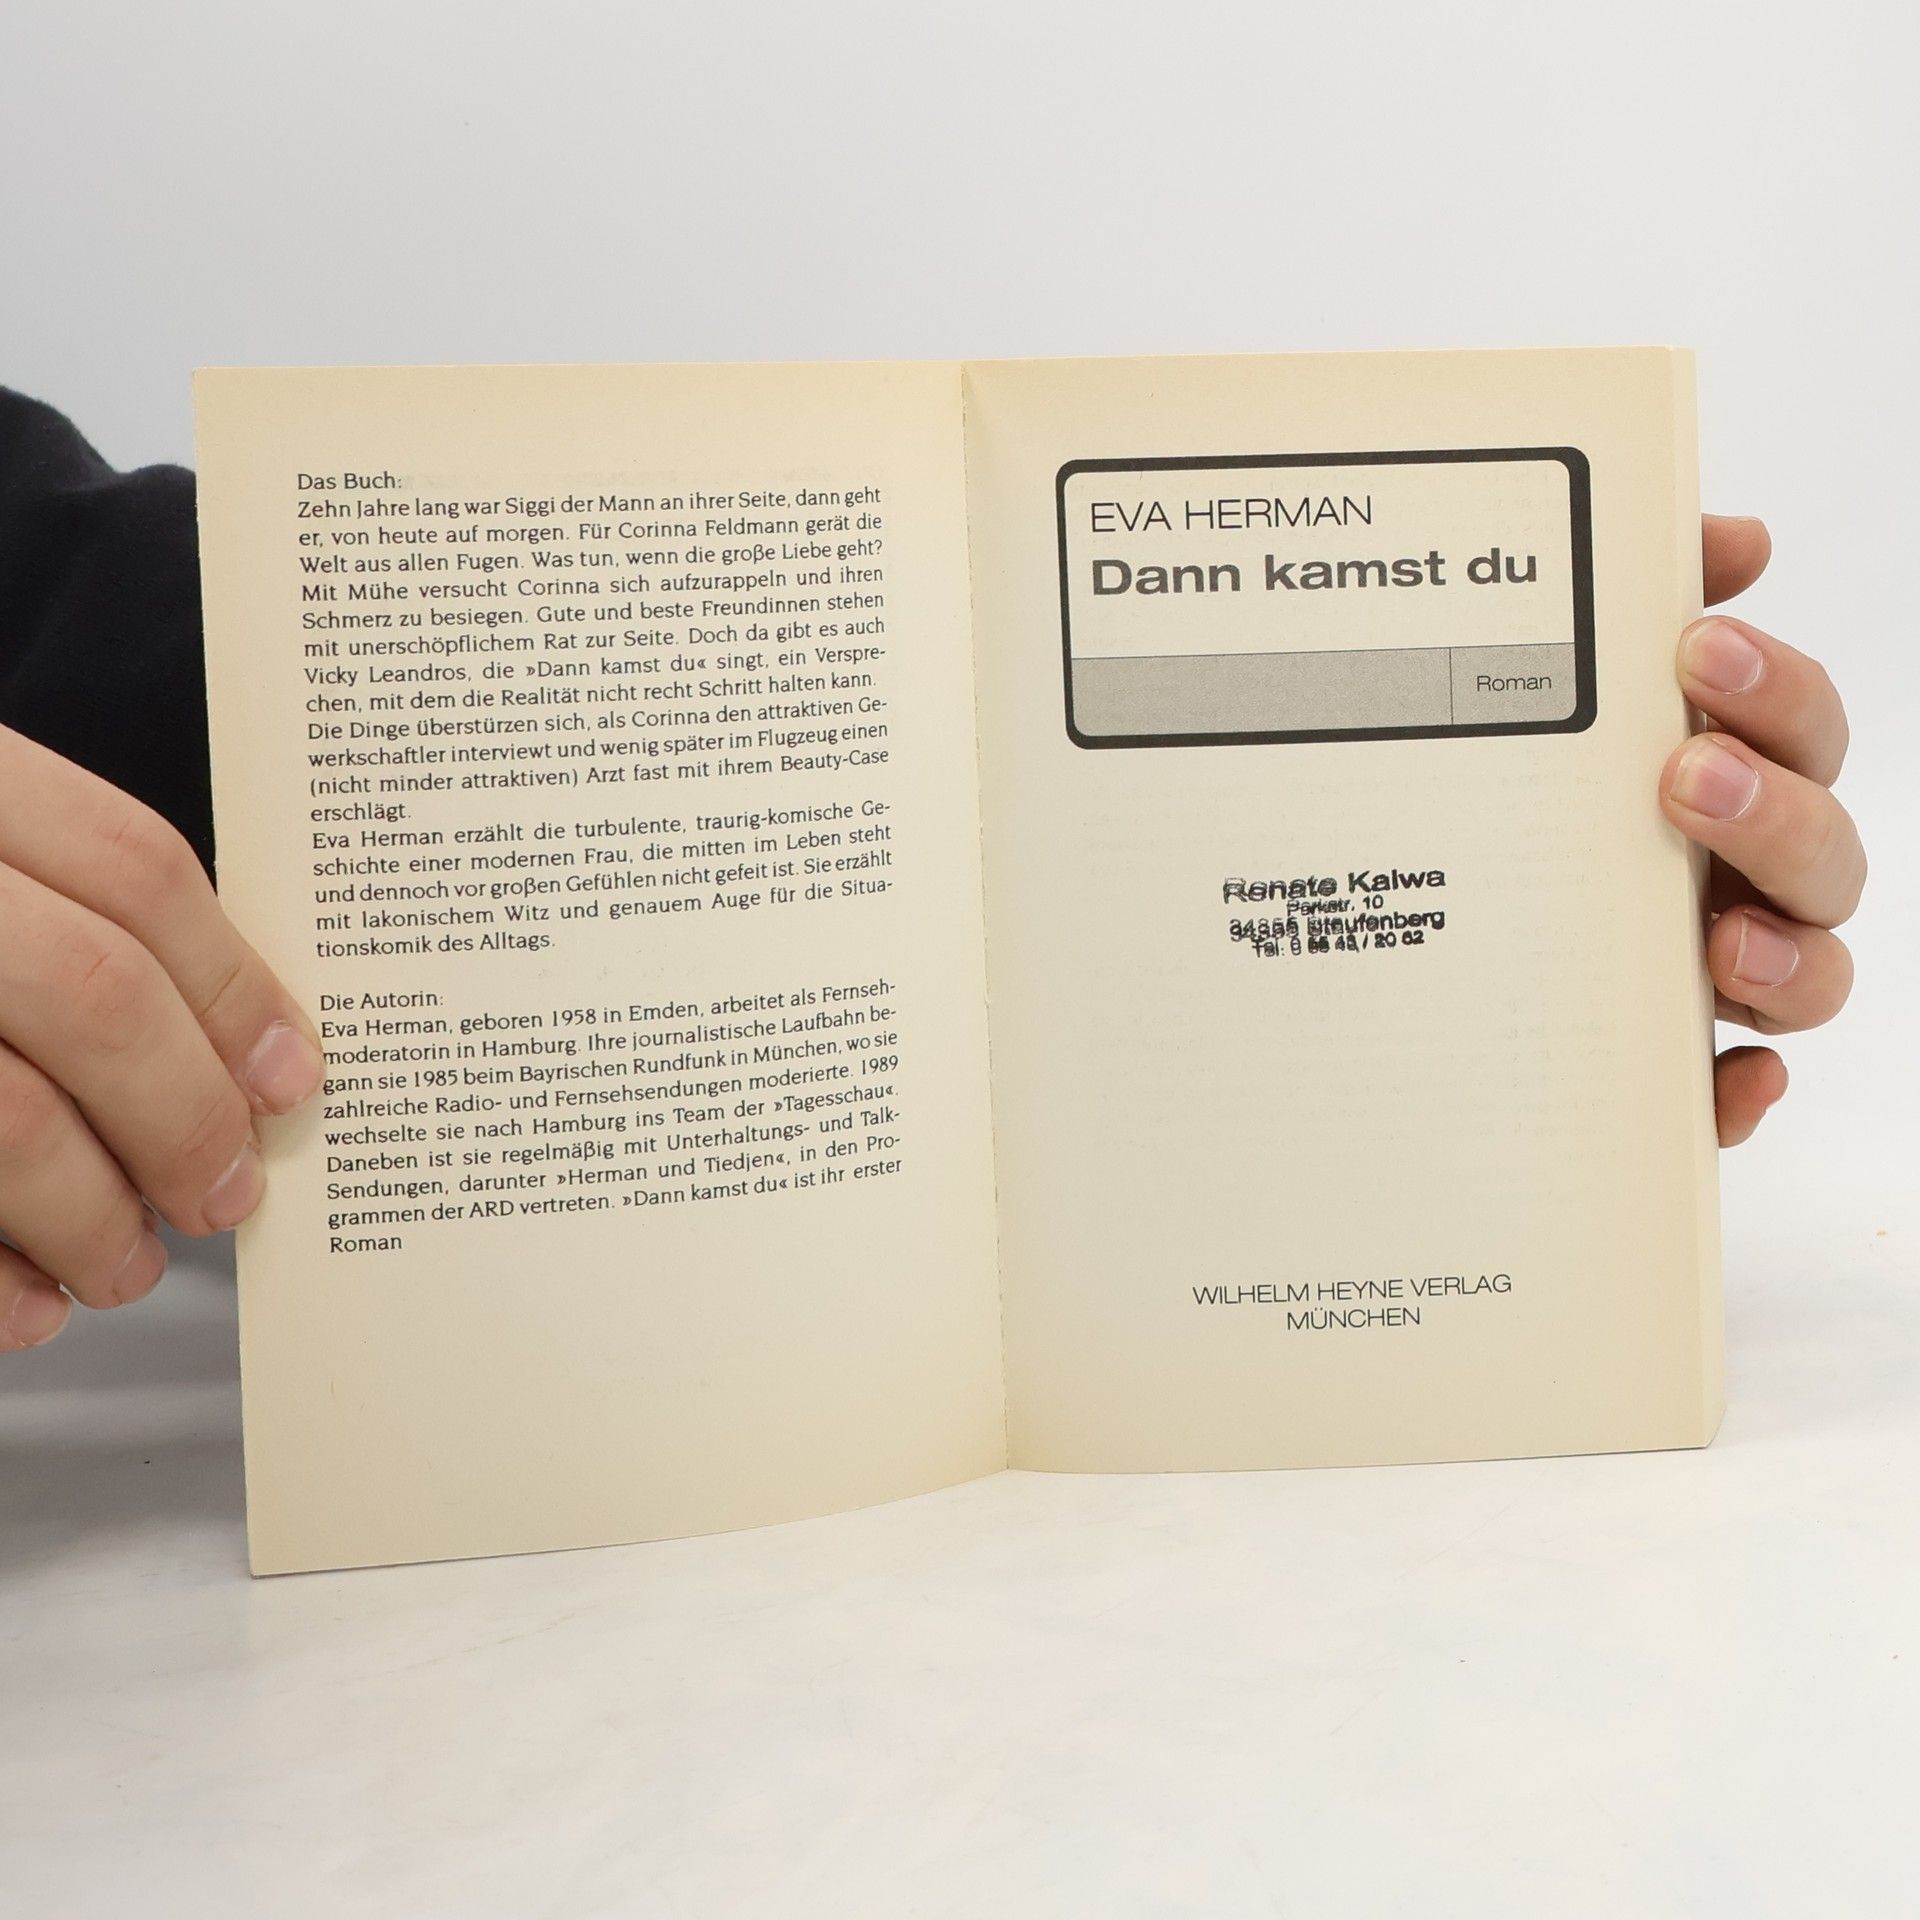 Das Buch:
Zehn Jahre lang war Siggi der Mann an ihrer Seite, dann geht
er, von heute auf morgen. Für Corinna Feldmann gerät die
Welt aus allen Fugen. Was tun, wenn die große Liebe geht?
Mit Mühe versucht Corinna sich aufzurappeln und ihren
Schmerz zu besiegen. Gute und beste Freundinnen stehen
mit unerschöpflichem Rat zur Seite. Doch da gibt es auch
Vicky Leandros, die »Dann kamst du« singt, ein Verspre-
chen, mit dem die Realität nicht recht Schritt halten kann.
Die Dinge überstürzen sich, als Corinna den attraktiven Ge-
werkschaftler interviewt und wenig später im Flugzeug einen
(nicht minder attraktiven) Arzt fast mit ihrem Beauty-Case
erschlägt.
Eva Herman erzählt die turbulente, traurig-komische Ge-
schichte einer modernen Frau, die mitten im Leben steht
und dennoch vor großen Gefühlen nicht gefeit ist. Sie erzählt
mit lakonischem Witz und genauem Auge für die Situa-
tionskomik des Alltags.
Die Autorin:
Eva Herman, geboren 1958 in Emden, arbeitet als Fernseh-
moderatorin in Hamburg. Ihre journalistische Laufbahn be-
gann sie 1985 beim Bayrischen Rundfunk in München, wo sie
zahlreiche Radio- und Fernsehsendungen moderierte. 1989
wechselte sie nach Hamburg ins Team der »Tagesschau«.
Daneben ist sie regelmäßig mit Unterhaltungs- und Talk-
Sendungen, darunter »Herman und Tiedjen«, in den Pro-
grammen der ARD vertreten. »Dann kamst du« ist ihr erster
Roman
EVA HERMAN
Dann kamst du
Roman
Renate Kalwa
Parkstr. 10
Staufenberg
Tel.
WILHELM HEYNE VERLAG
MÜNCHEN